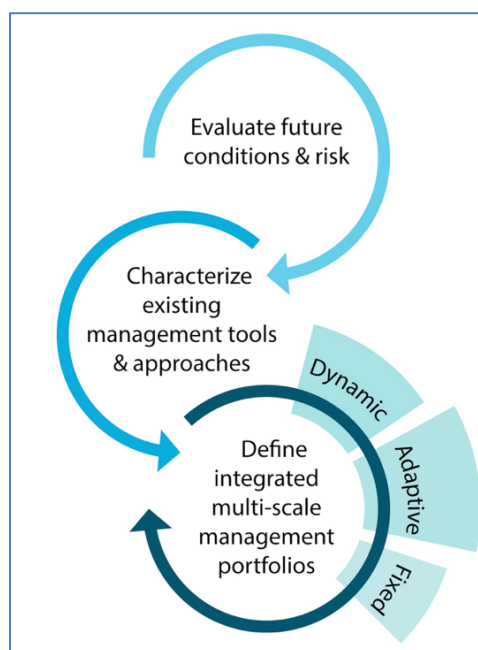 Evaluate future
conditions & risk
Characterize
existing
management tools
& approaches
Dynamic
Adaptive
Fixed
Define
integrated
multi-scale
management
portfolios